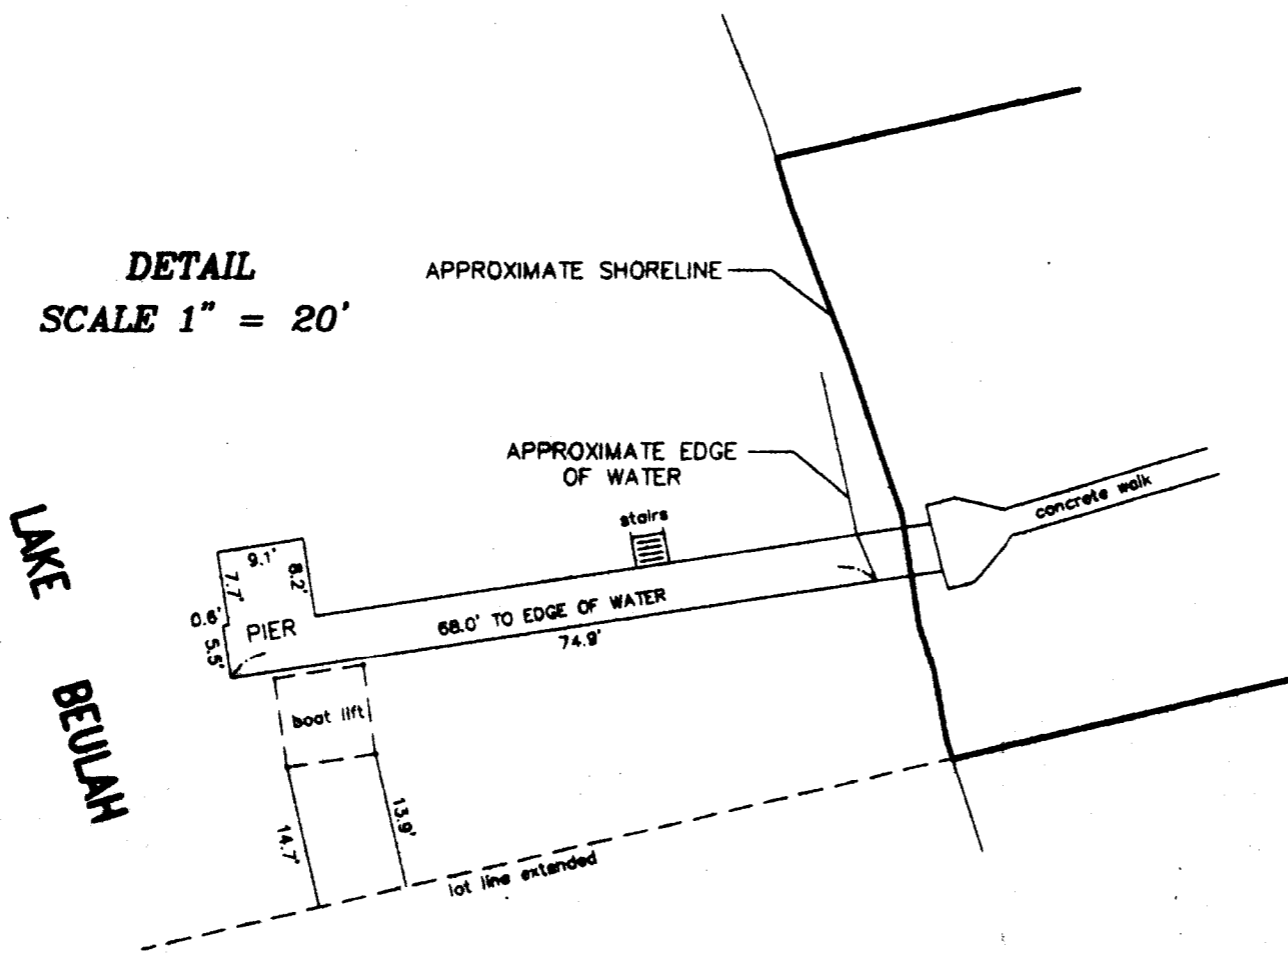 DETAIL
SCALE 1" = 20'
APPROXIMATE SHORELINE
APPROXIMATE EDGE
OF WATER
stairs
concrete walk
LAKE
BEULAH
9.1'
7.7'
8.2'
0.6'
5.5'
PIER
68.0' TO EDGE OF WATER
74.9'
boat lift
14.7'
13.9'
lot line extended